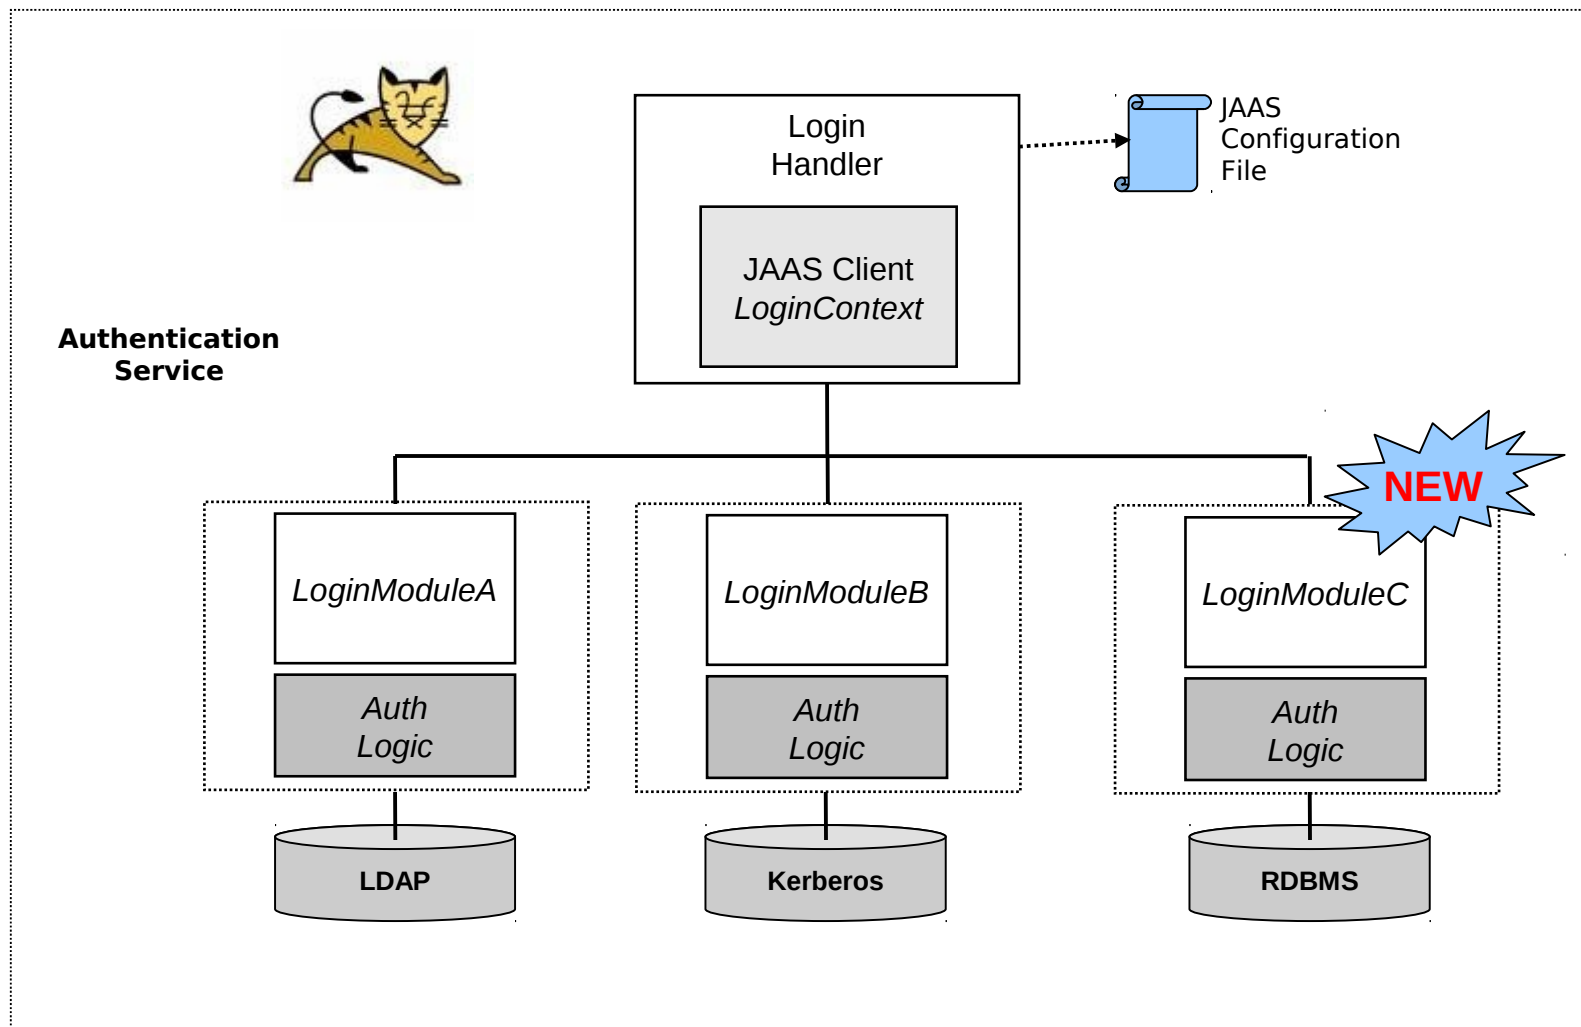 Login
Handler
JAAS
Configuration
File
JAAS Client
LoginContext
Authentication
Service
NEW
LoginModuleA
LoginModuleB
LoginModuleC
Auth
Logic
Auth
Logic
Auth
Logic
LDAP
Kerberos
RDBMS